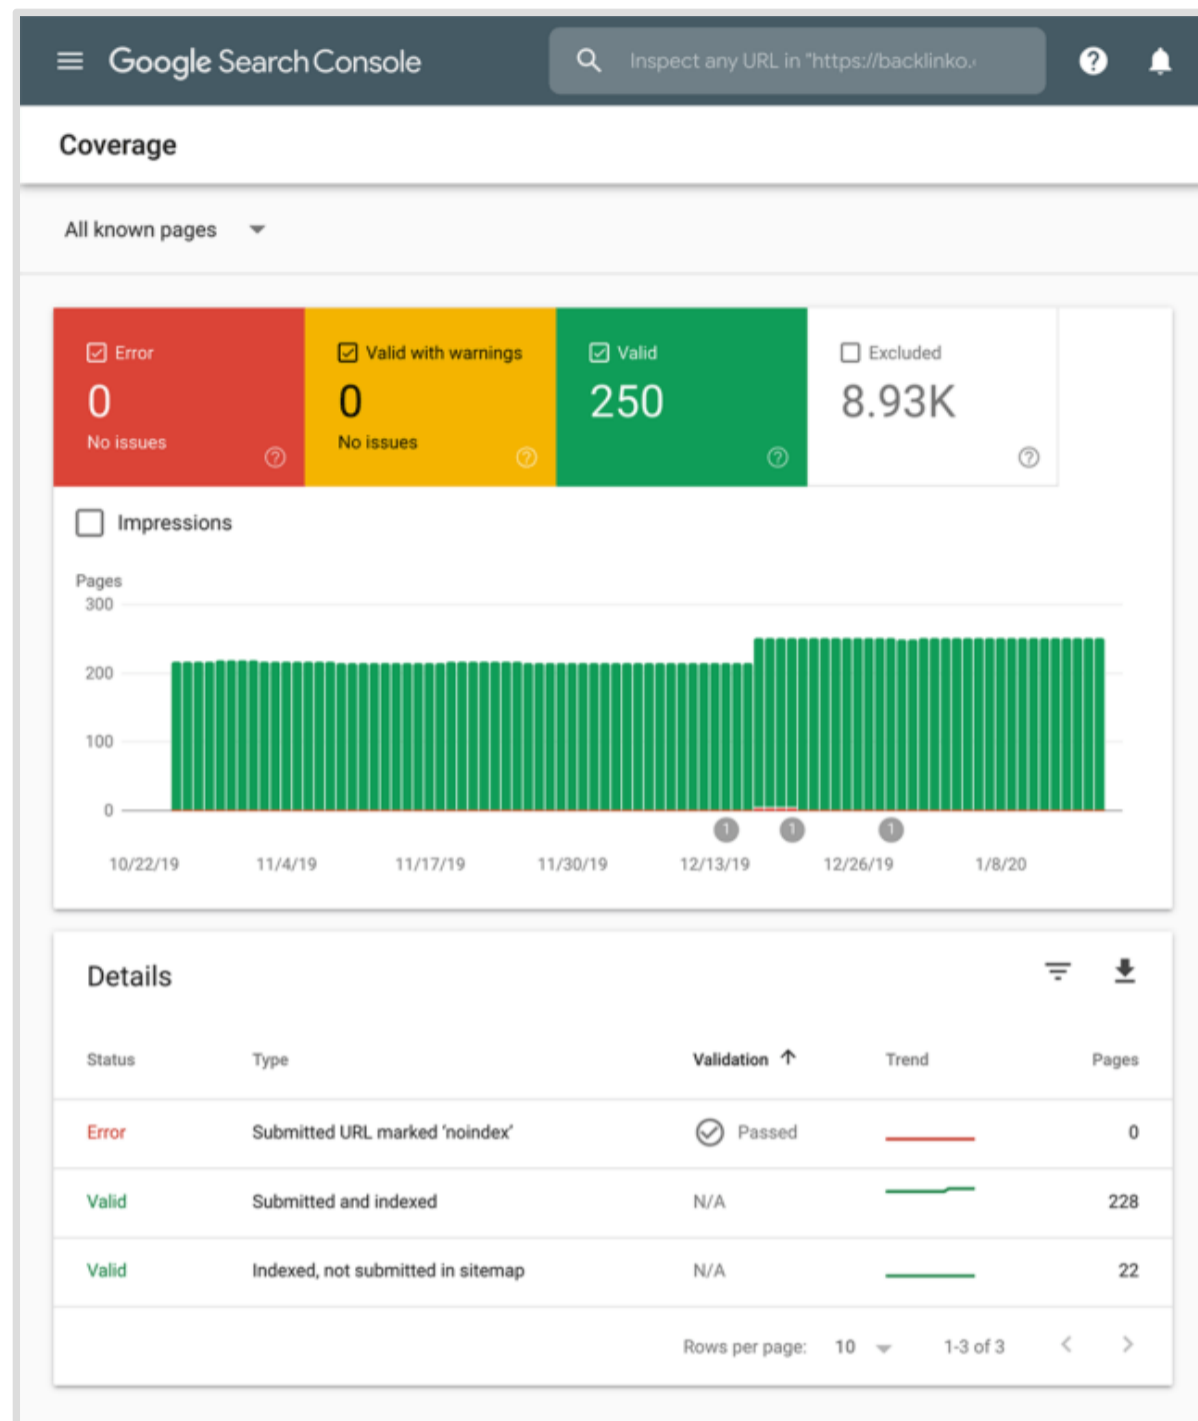 Google Search Console
Inspect any URL in "https://backlinko.
Coverage
All known pages
Error
0
No issues
Valid with warnings
0
No issues
Valid
250
Excluded
8.93K
Impressions
Pages
300
200
100
0
1 1 1
10/22/19 11/4/19 11/17/19 11/30/19 12/13/19 12/26/19 1/8/20
Details
Status Type Validation Trend Pages
Error Submitted URL marked ‘noindex’ Passed 0
Valid Submitted and indexed N/A 228
Valid Indexed, not submitted in sitemap N/A 22
Rows per page: 10 1-3 of 3